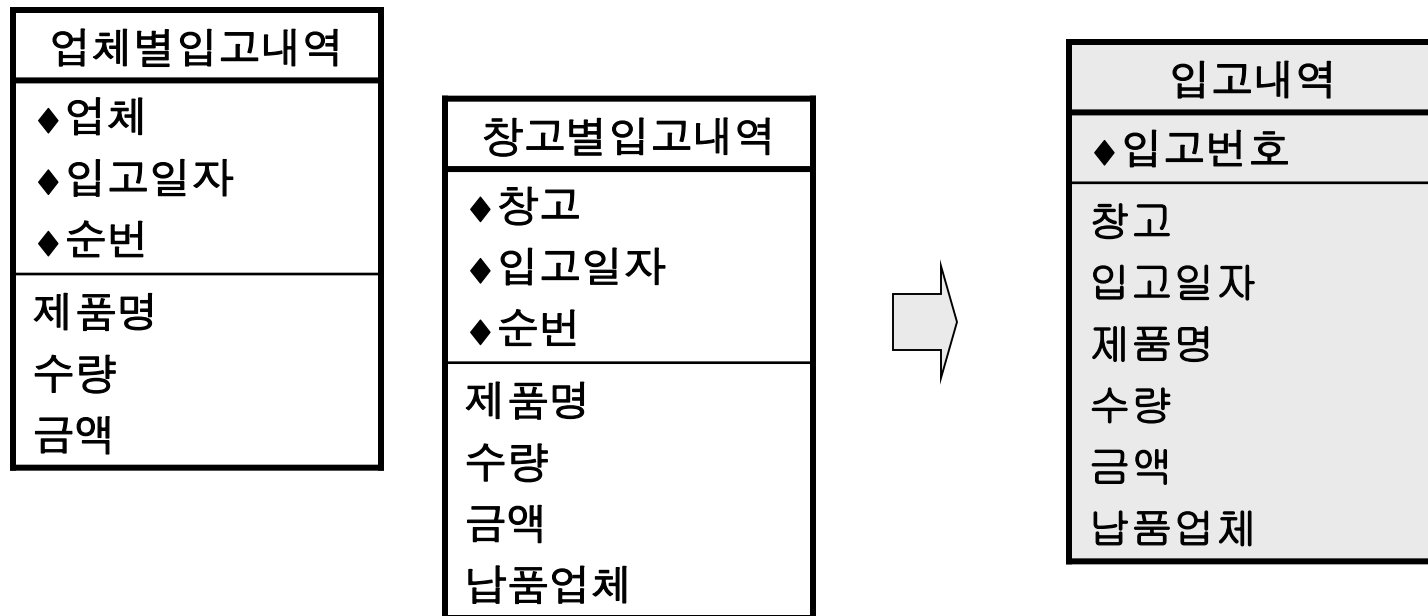 업체별입고내역
♦업체
♦입고일자
♦순번
제품명
수량
금액
창고별입고내역
♦창고
♦입고일자
♦순번
제품명
수량
금액
납품업체
입고내역
♦입고번호
창고
입고일자
제품명
수량
금액
납품업체